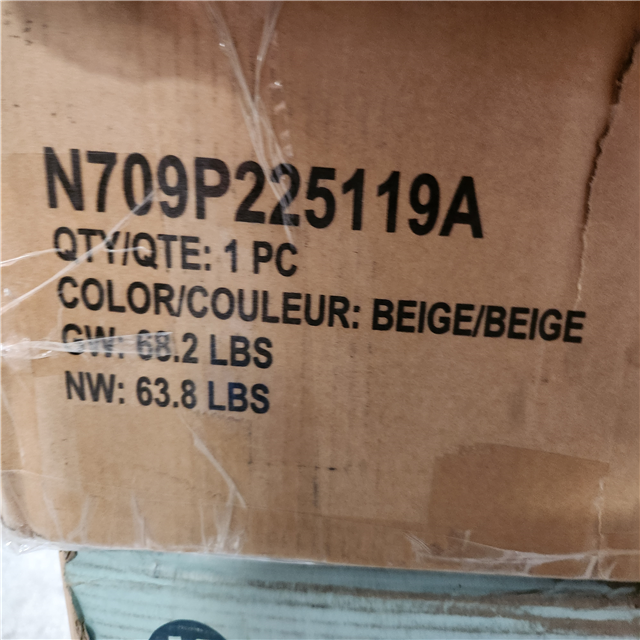 N709P225119A
QTY/QTE: 1 PC
COLOR/COULEUR: BEIGE/BEIGE
GW: 68.2 LBS
NW: 63.8 LBS